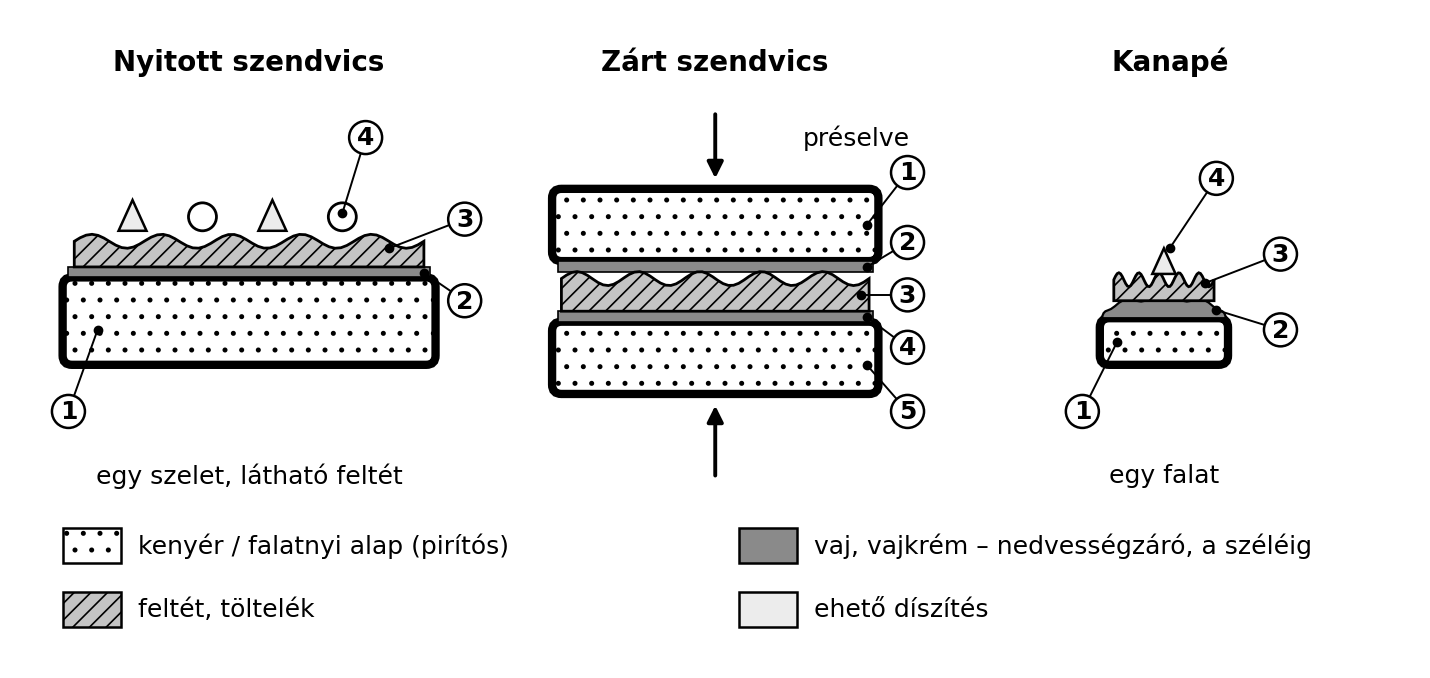 Nyitott szendvics
Zárt szendvics
Kanapé
4
3
2
1
egy szelet, látható feltét
préselve
1
2
3
4
5
4
3
2
1
egy falat
kenyér / falatnyi alap (pirítós)
vaj, vajkrém – nedvességzáró, a széléig
feltét, töltelék
ehető díszítés